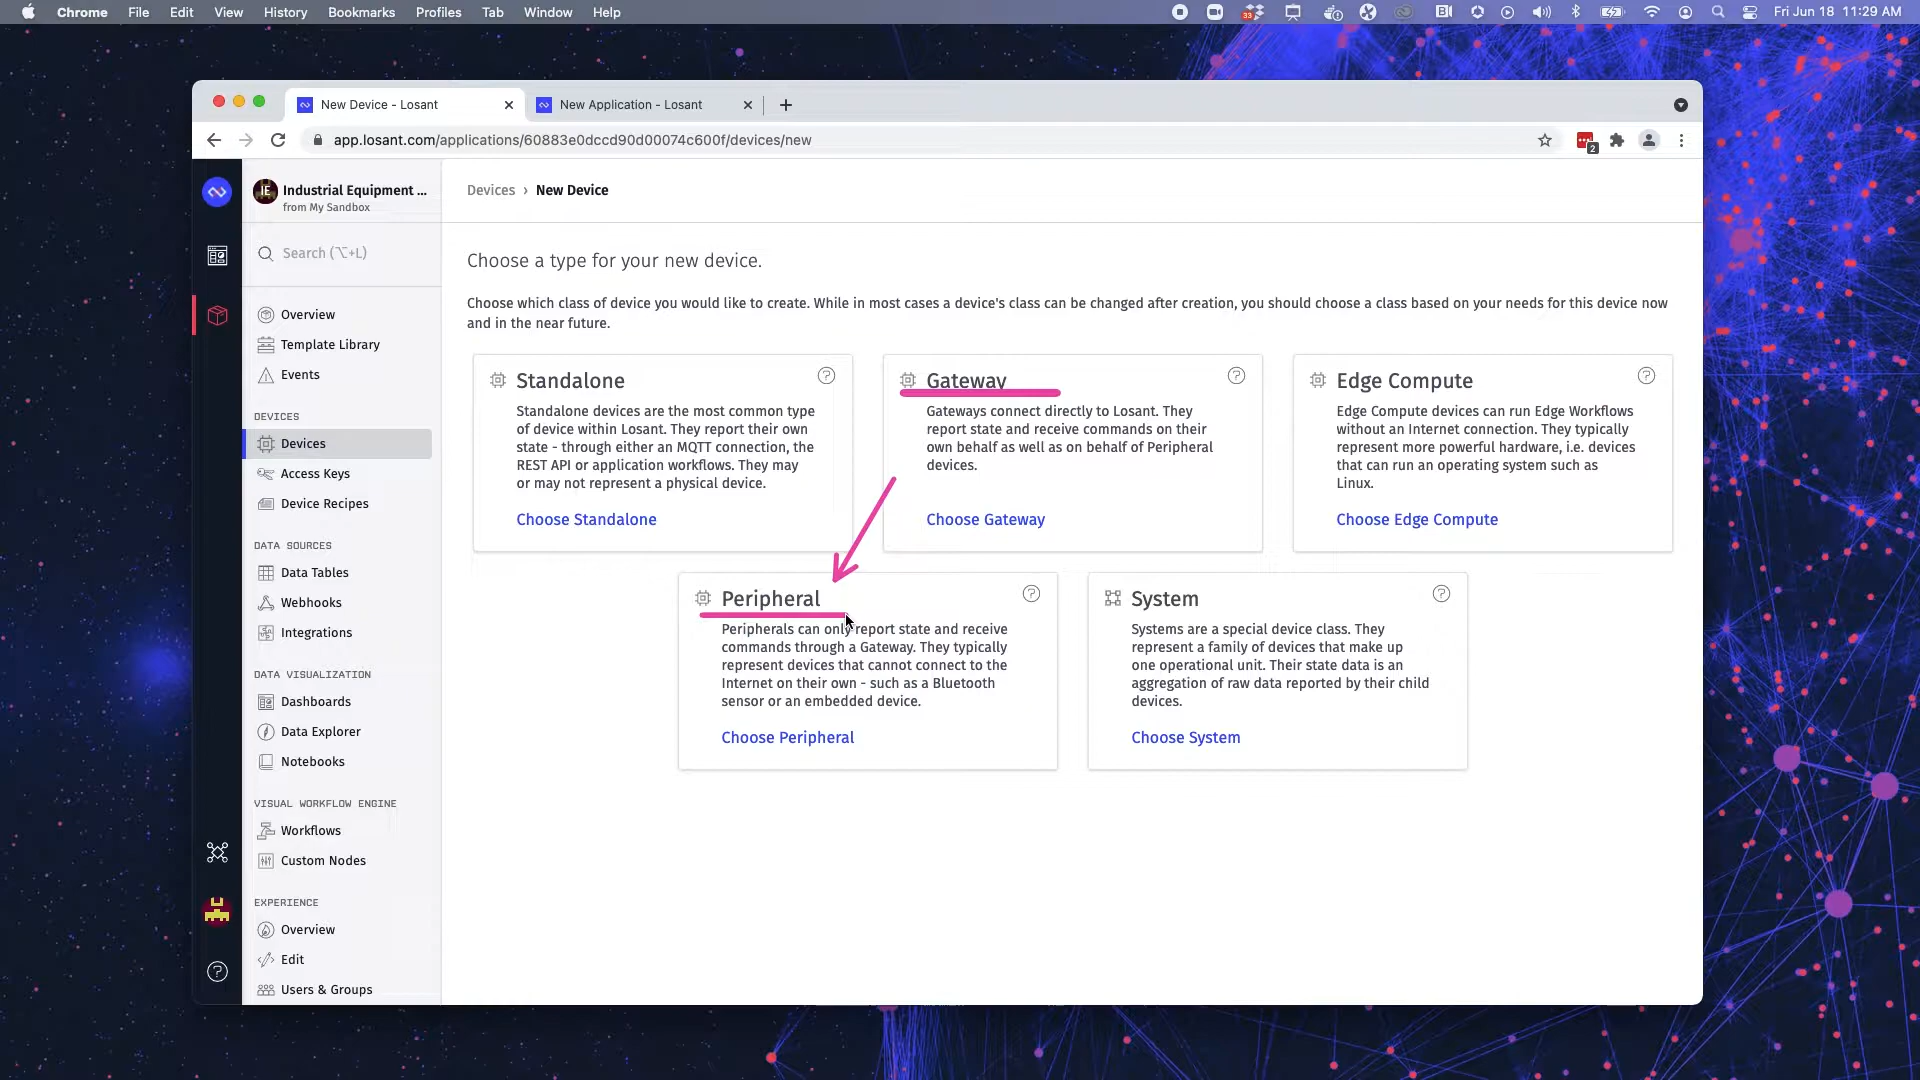 Chrome File Edit View History Bookmarks Profiles Tab Window Help
33
Fri Jun 18 11:29 AM
New Device - Losant
New Application - Losant
app.losant.com/applications/60883e0dccd90d00074c600f/devices/new
2
IE
Industrial Equipment ...
from My Sandbox
Search (⌥+L)
Overview
Template Library
Events
DEVICES
Devices
Access Keys
Device Recipes
DATA SOURCES
Data Tables
Webhooks
Integrations
DATA VISUALIZATION
Dashboards
Data Explorer
Notebooks
VISUAL WORKFLOW ENGINE
Workflows
Custom Nodes
EXPERIENCE
Overview
Edit
Users & Groups
Devices › New Device
Choose a type for your new device.
Choose which class of device you would like to create. While in most cases a device's class can be changed after creation, you should choose a class based on your needs for this device now
and in the near future.
Standalone
Standalone devices are the most common type
of device within Losant. They report their own
state - through either an MQTT connection, the
REST API or application workflows. They may
or may not represent a physical device.
Choose Standalone
Gateway
Gateways connect directly to Losant. They
report state and receive commands on their
own behalf as well as on behalf of Peripheral
devices.
Choose Gateway
Edge Compute
Edge Compute devices can run Edge Workflows
without an Internet connection. They typically
represent more powerful hardware, i.e. devices
that can run an operating system such as
Linux.
Choose Edge Compute
Peripheral
Peripherals can only report state and receive
commands through a Gateway. They typically
represent devices that cannot connect to the
Internet on their own - such as a Bluetooth
sensor or an embedded device.
Choose Peripheral
System
Systems are a special device class. They
represent a family of devices that make up
one operational unit. Their state data is an
aggregation of raw data reported by their child
devices.
Choose System